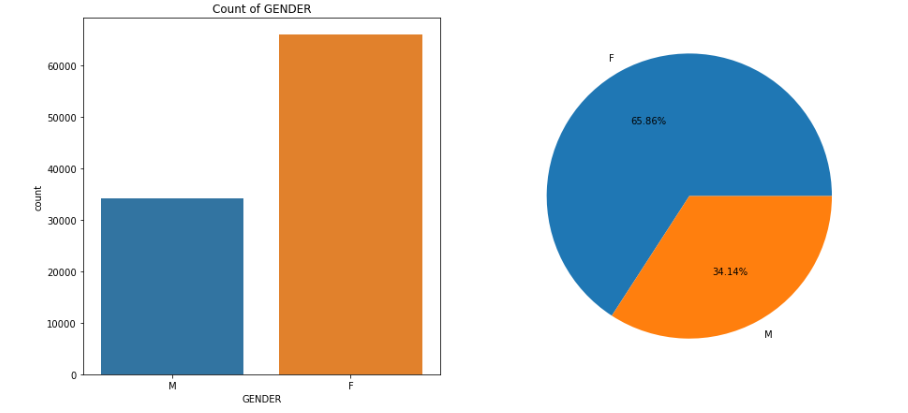 Count of GENDER
60000
50000
40000
30000
20000
10000
0
count
M
F
GENDER
F
65.86%
34.14%
M